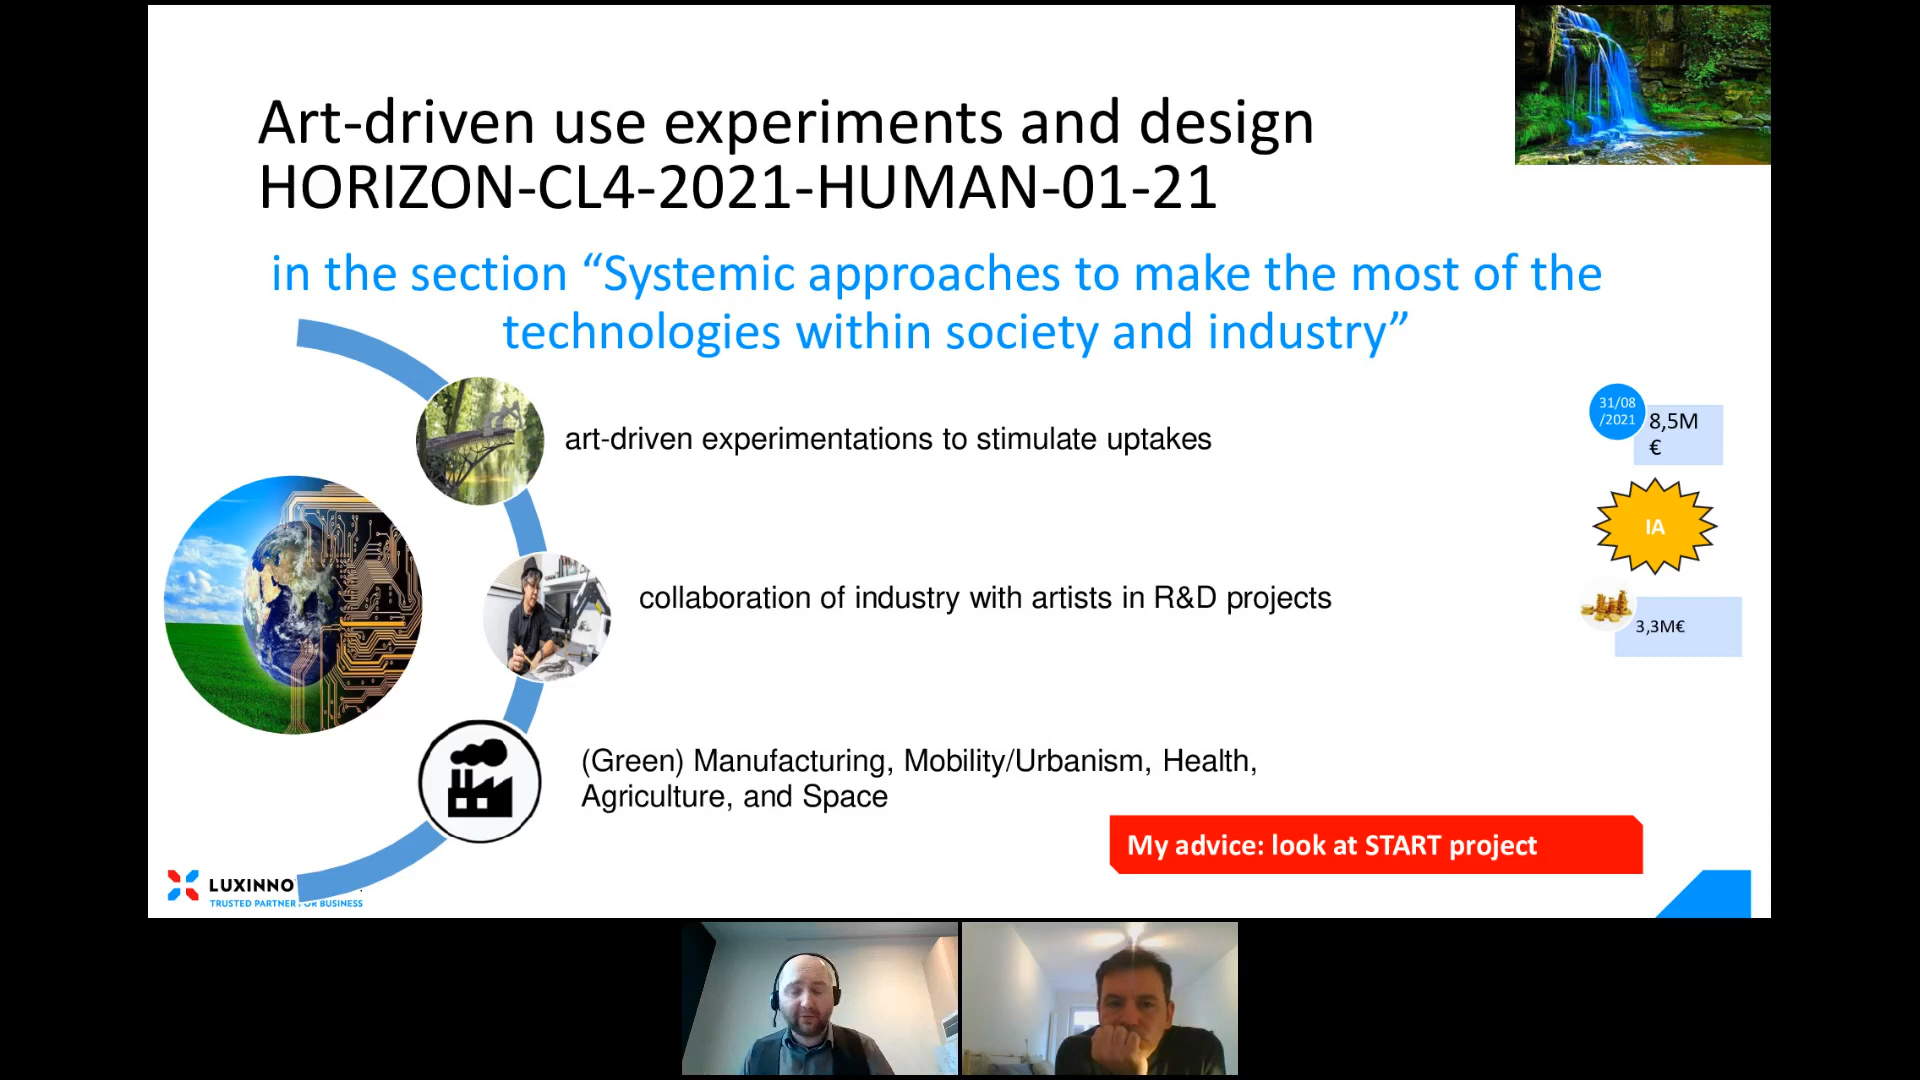 Art-driven use experiments and design
HORIZON-CL4-2021-HUMAN-01-21
in the section “Systemic approaches to make the most of the
technologies within society and industry”
art-driven experimentations to stimulate uptakes
31/08
/2021
8,5M
€
IA
collaboration of industry with artists in R&D projects
3,3M€
(Green) Manufacturing, Mobility/Urbanism, Health,
Agriculture, and Space
My advice: look at START project
LUXINNO
TRUSTED PARTNER FOR BUSINESS